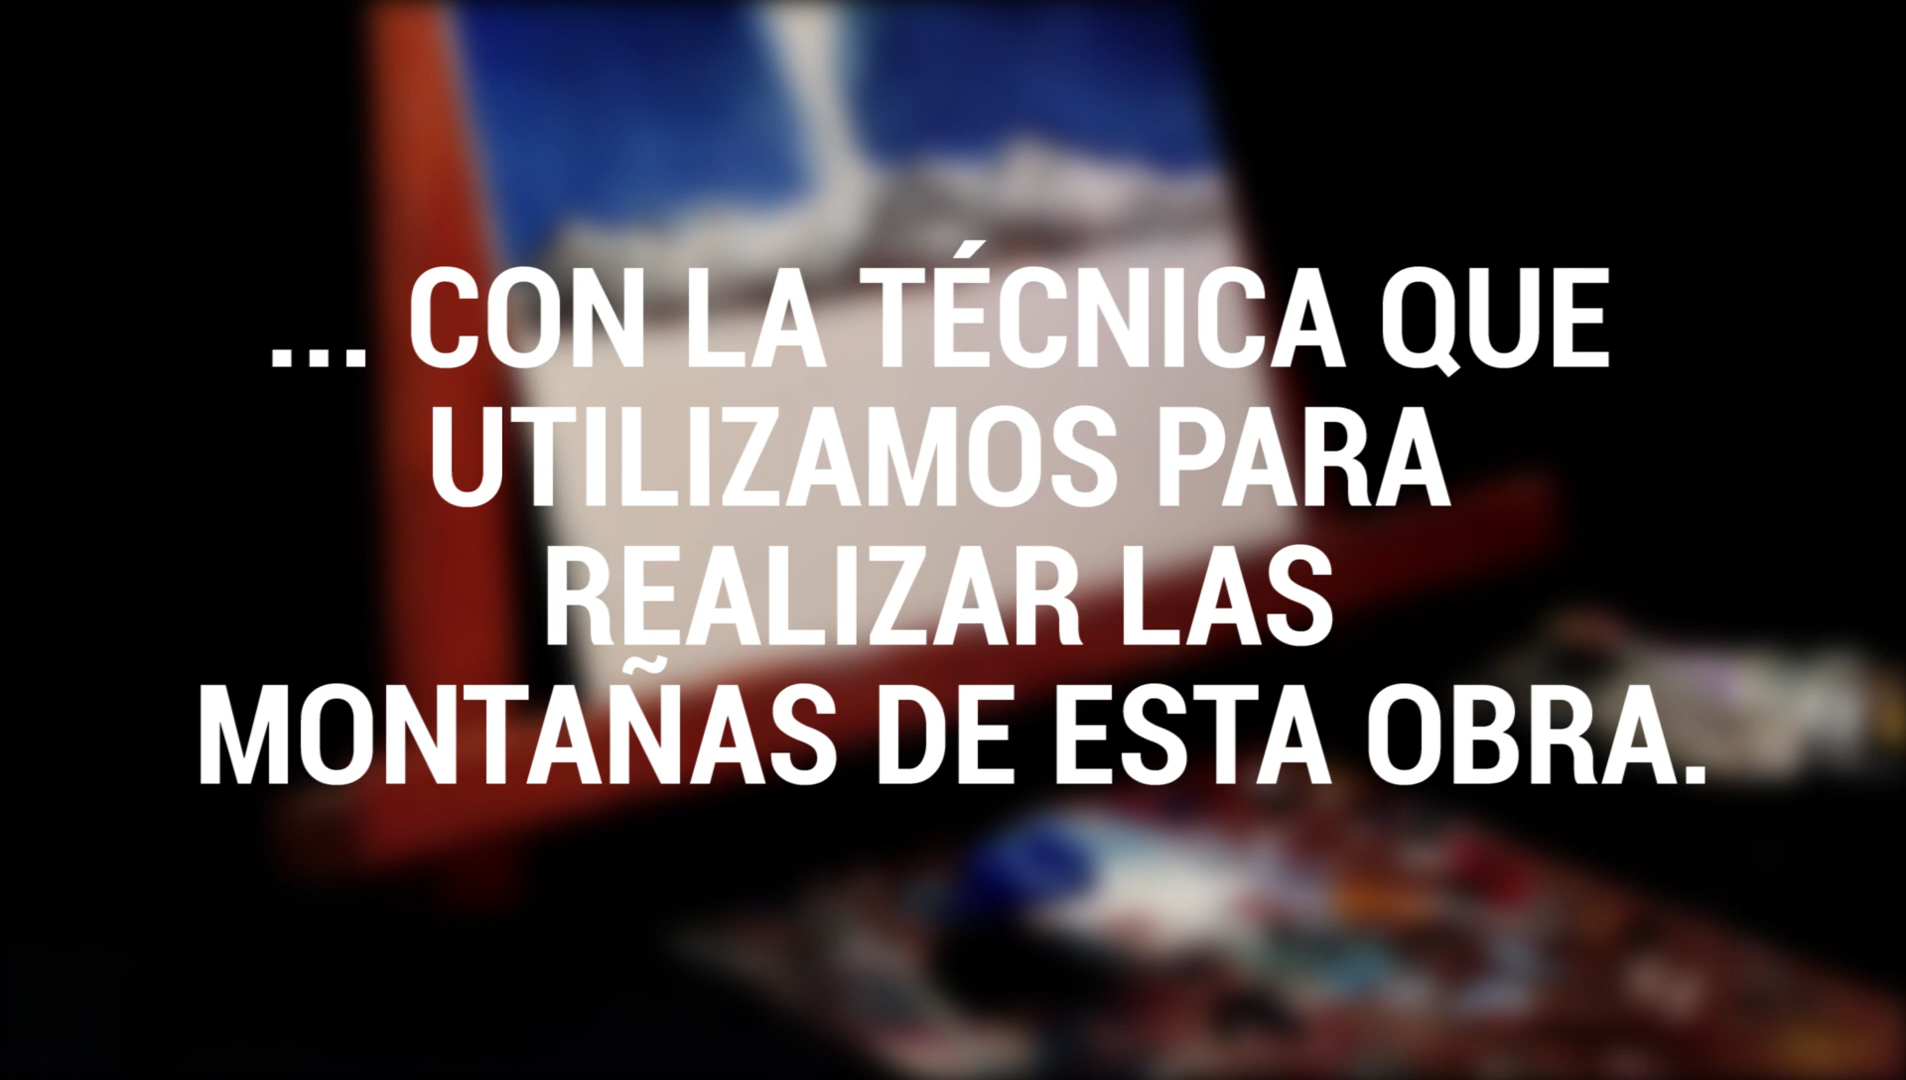 ... CON LA TÉCNICA QUE
UTILIZAMOS PARA
REALIZAR LAS
MONTAÑAS DE ESTA OBRA.